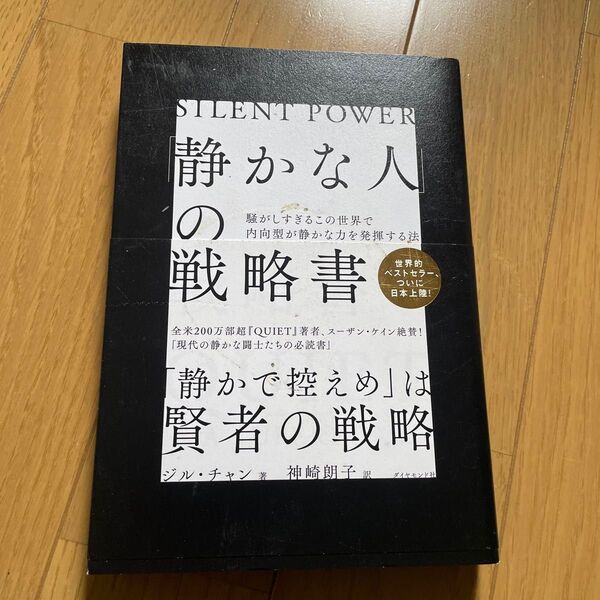 SILENT POWER
「静かな人」
の
戦略書
騒がしすぎるこの世界で
内向型が静かな力を発揮する法
世界的
ベストセラー、
ついに
日本上陸!
全米200万部超『QUIET』著者、スーザン・ケイン絶賛!
「現代の静かな闘士たちの必読書」
「静かで控えめ」は
賢者の戦略
ジル・チャン 著 神崎朗子 訳 ダイヤモンド社